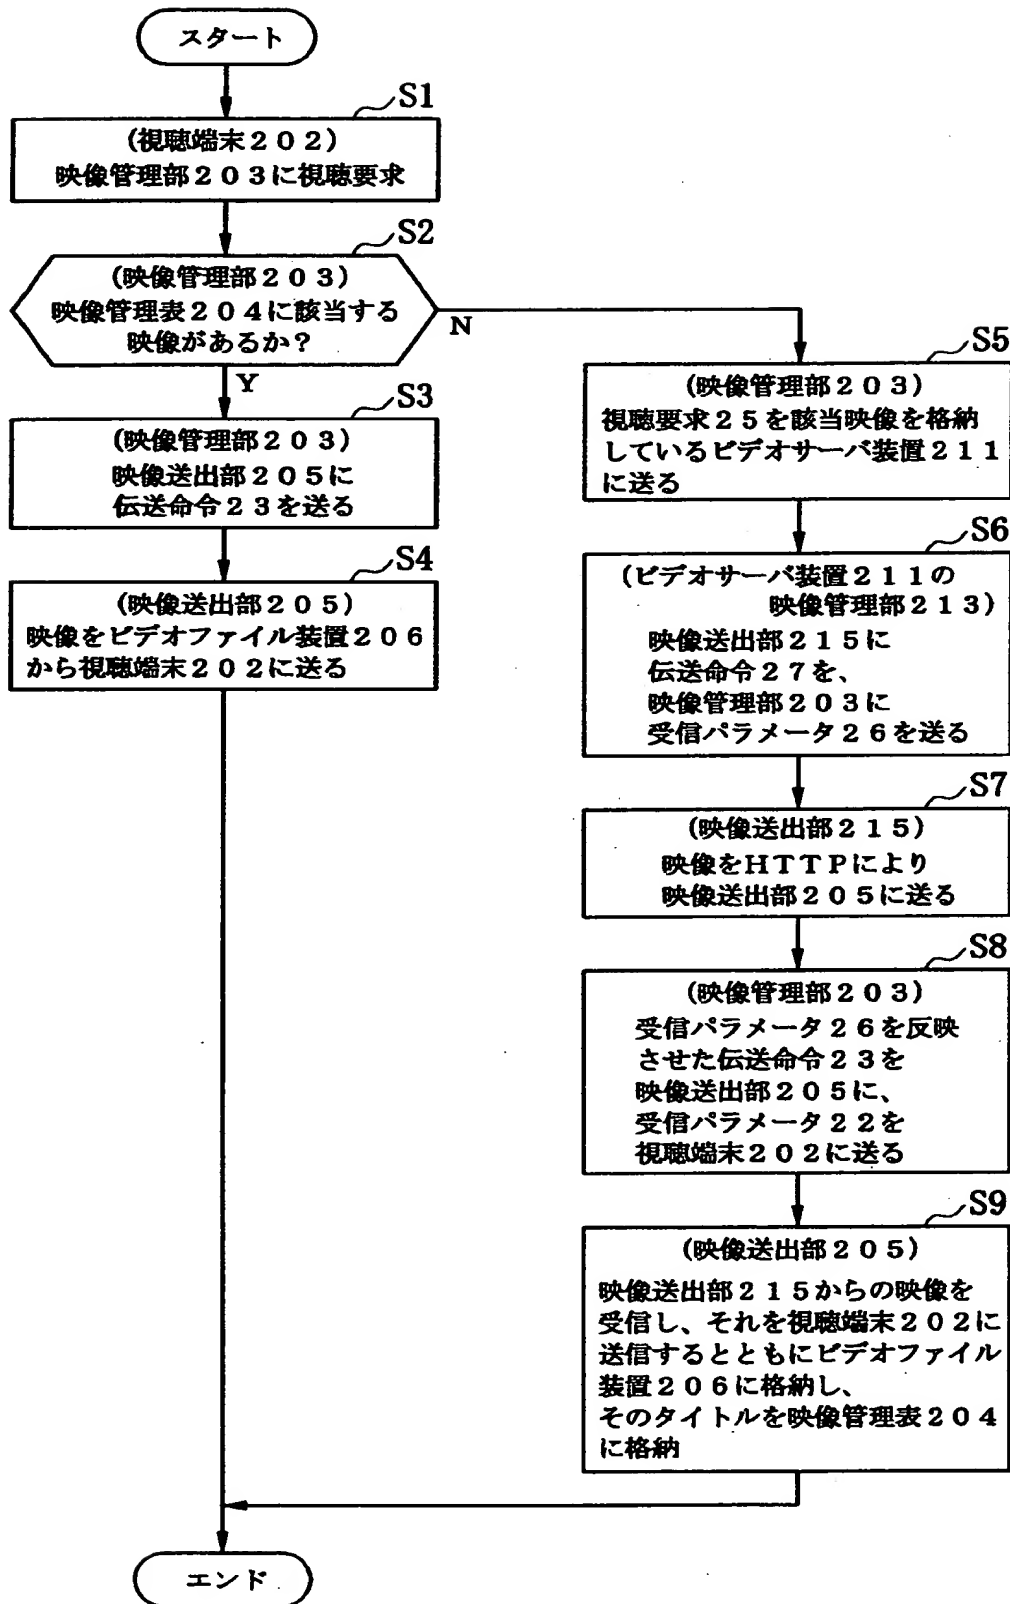 スタート
S1
(視聴端末202)
映像管理部203に視聴要求
S2
(映像管理部203)
映像管理表204に該当する
映像があるか?
N
Y
S3
(映像管理部203)
映像送出部205に
伝送命令23を送る
S4
(映像送出部205)
映像をビデオファイル装置206
から視聴端末202に送る
S5
(映像管理部203)
視聴要求25を該当映像を格納
しているビデオサーバ装置211
に送る
S6
(ビデオサーバ装置211の
映像管理部213)
映像送出部215に
伝送命令27を、
映像管理部203に
受信パラメータ26を送る
S7
(映像送出部215)
映像をHTTPにより
映像送出部205に送る
S8
(映像管理部203)
受信パラメータ26を反映
させた伝送命令23を
映像送出部205に、
受信パラメータ22を
視聴端末202に送る
S9
(映像送出部205)
映像送出部215からの映像を
受信し、それを視聴端末202に
送信するとともにビデオファイル
装置206に格納し、
そのタイトルを映像管理表204
に格納
エンド